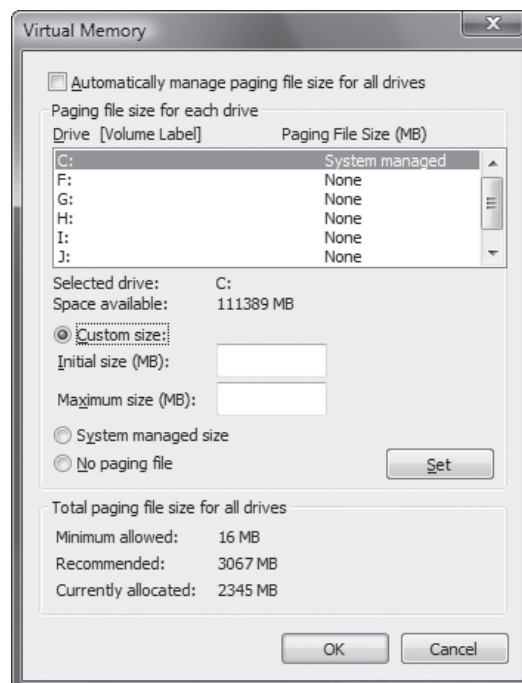 Virtual Memory
Automatically manage paging file size for all drives
Paging file size for each drive
Drive [Volume Label] Paging File Size (MB)
C: System managed
F: None
G: None
H: None
I: None
J: None
Selected drive: C:
Space available: 111389 MB
Custom size:
Initial size (MB):
Maximum size (MB):
System managed size
No paging file
Set
Total paging file size for all drives
Minimum allowed: 16 MB
Recommended: 3067 MB
Currently allocated: 2345 MB
OK Cancel